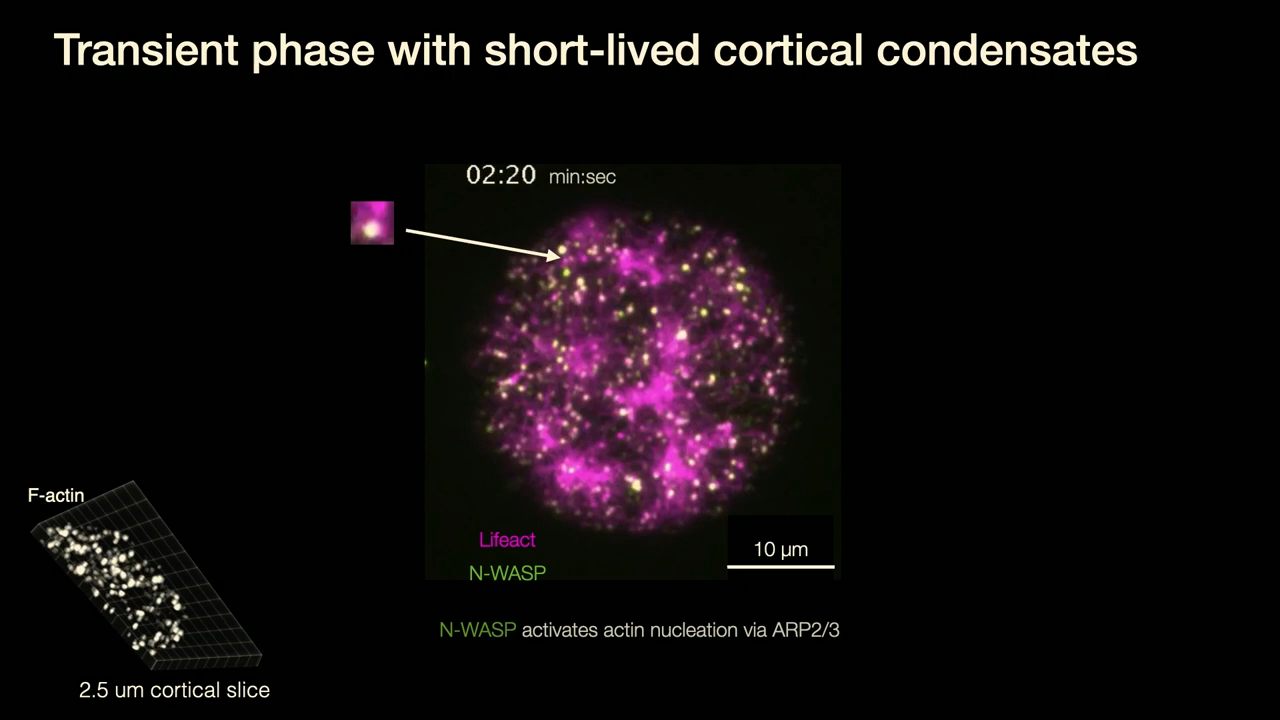 Transient phase with short-lived cortical condensates
02:20 min:sec
F-actin
Lifeact
10 µm
N-WASP
N-WASP activates actin nucleation via ARP2/3
2.5 um cortical slice